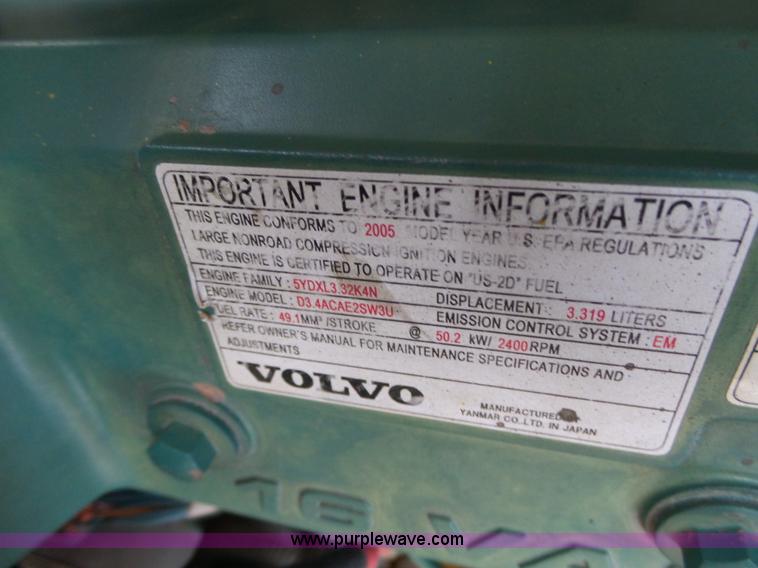 IMPORTANT ENGINE INFORMATION
THIS ENGINE CONFORMS TO 2005 MODEL YEAR U.S. EPA REGULATIONS
LARGE NONROAD COMPRESSION IGNITION ENGINES.
THIS ENGINE IS CERTIFIED TO OPERATE ON "US-2D" FUEL
ENGINE FAMILY : 5YDXL3.32K4N DISPLACEMENT : 3.319 LITERS
ENGINE MODEL : D3.4ACAE2SW3U EMISSION CONTROL SYSTEM : EM
FUEL RATE : 49.1MM³ /STROKE @ 50.2 kW/ 2400RPM
REFER OWNER'S MANUAL FOR MAINTENANCE SPECIFICATIONS AND
ADJUSTMENTS
VOLVO
MANUFACTURED BY
YANMAR CO.,LTD. IN JAPAN
16 V
www.purplewave.com